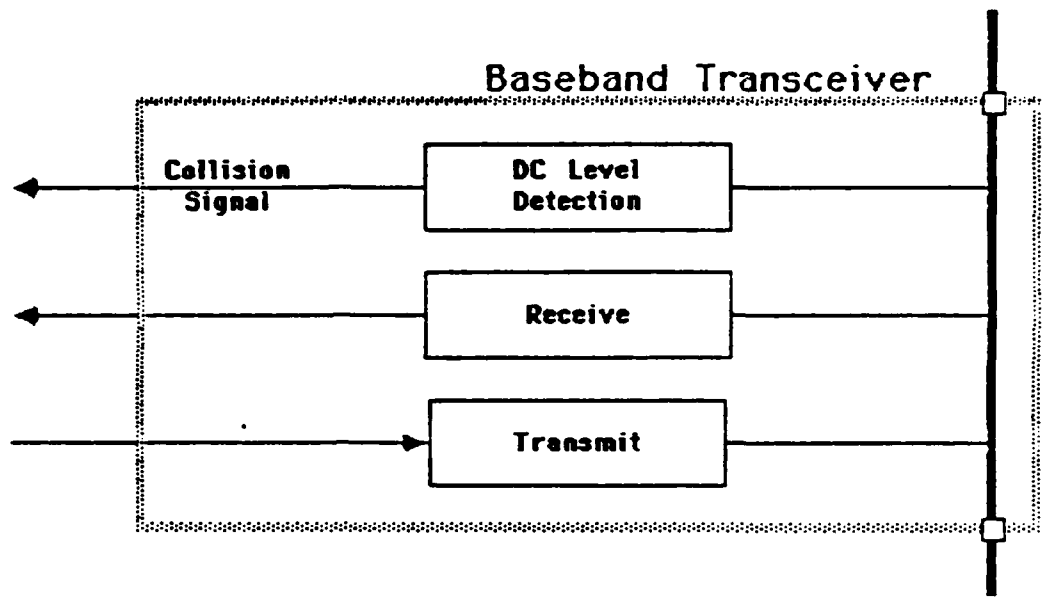 Baseband Transceiver
Collision
Signal
DC Level
Detection
Receive
Transmit